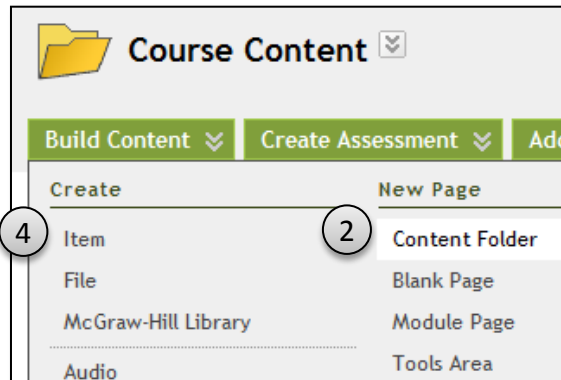 Course Content
Build Content Create Assessment Ad
Create New Page
4 Item 2 Content Folder
File Blank Page
McGraw-Hill Library Module Page
Audio Tools Area